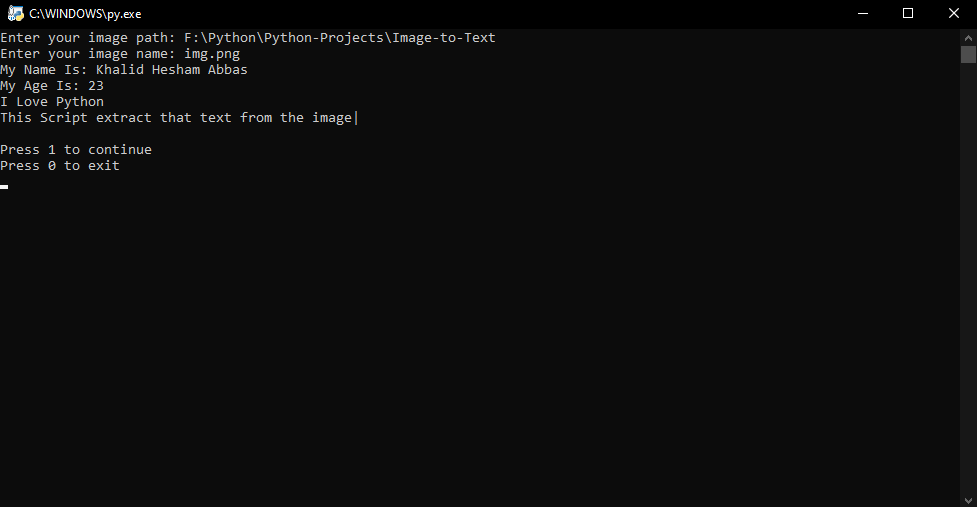 C:\WINDOWS\py.exe
Enter your image path: F:\Python\Python-Projects\Image-to-Text
Enter your image name: img.png
My Name Is: Khalid Hesham Abbas
My Age Is: 23
I Love Python
This Script extract that text from the image|
Press 1 to continue
Press 0 to exit